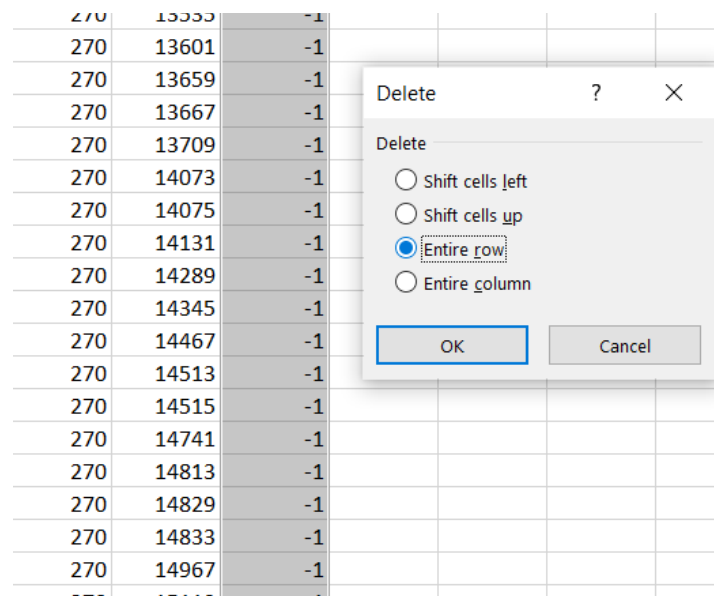 270 13535 -1
270 13601 -1
270 13659 -1
270 13667 -1
270 13709 -1
270 14073 -1
270 14075 -1
270 14131 -1
270 14289 -1
270 14345 -1
270 14467 -1
270 14513 -1
270 14515 -1
270 14741 -1
270 14813 -1
270 14829 -1
270 14833 -1
270 14967 -1
Delete ?
Delete
Shift cells left
Shift cells up
Entire row
Entire column
OK Cancel